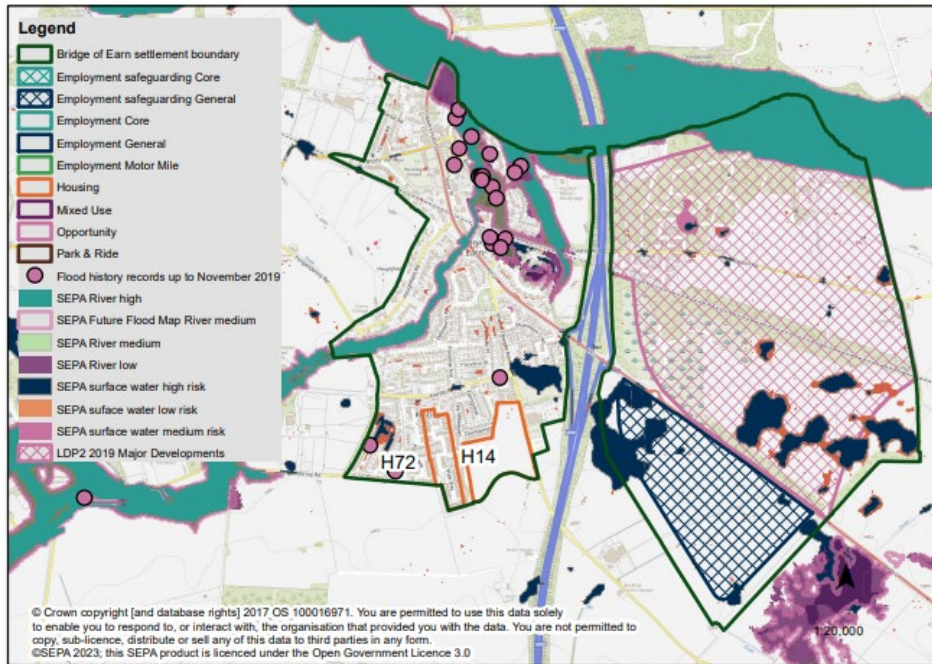 Legend
Bridge of Earn settlement boundary
Employment safeguarding Core
Employment safeguarding General
Employment Core
Employment General
Employment Motor Mile
Housing
Mixed Use
Opportunity
Park & Ride
Flood history records up to November 2019
SEPA River high
SEPA Future Flood Map River medium
SEPA River medium
SEPA River low
SEPA surface water high risk
SEPA suface water low risk
SEPA surface water medium risk
LDP2 2019 Major Developments
H72
H14
1:20,000
© Crown copyright [and database rights] 2017 OS 100016971. You are permitted to use this data solely
to enable you to respond to, or interact with, the organisation that provided you with the data. You are not permitted to
copy, sub-licence, distribute or sell any of this data to third parties in any form.
©SEPA 2023; this SEPA product is licenced under the Open Government Licence 3.0